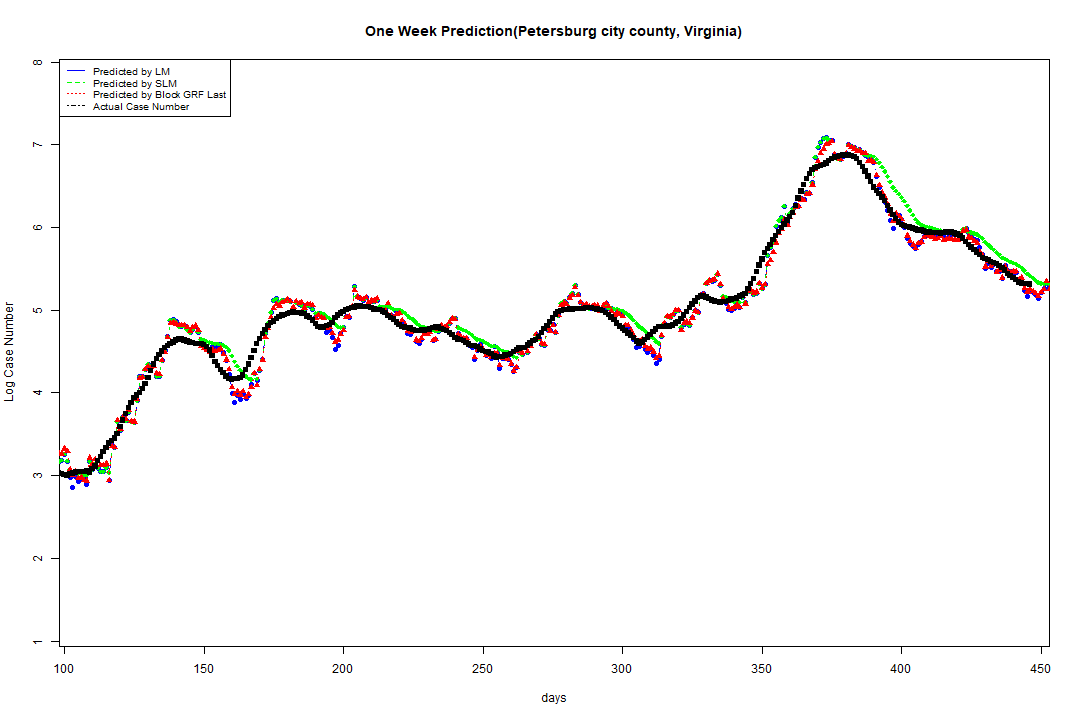 One Week Prediction(Petersburg city county, Virginia)
Predicted by LM
Predicted by SLM
Predicted by Block GRF Last
Actual Case Number
8
7
6
5
4
3
2
1
Log Case Number
100 150 200 250 300 350 400 450
days